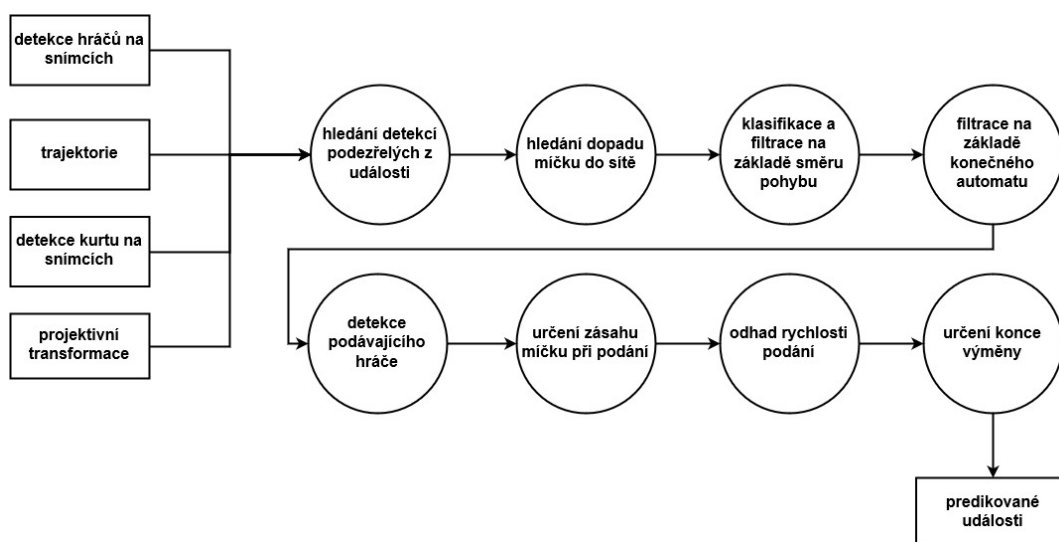 detekce hráčů na
snímcích
trajektorie
detekce kurtu na
snímcích
projektivní
transformace
hledání detekcí
podezřelých z
události
hledání dopadu
míčku do sítě
klasifikace a
filtrace na
základě směru
pohybu
filtrace na
základě
konečného
automatu
detekce
podávajícího
hráče
určení zásahu
míčku při podání
odhad rychlosti
podání
určení konce
výměny
predikované
události